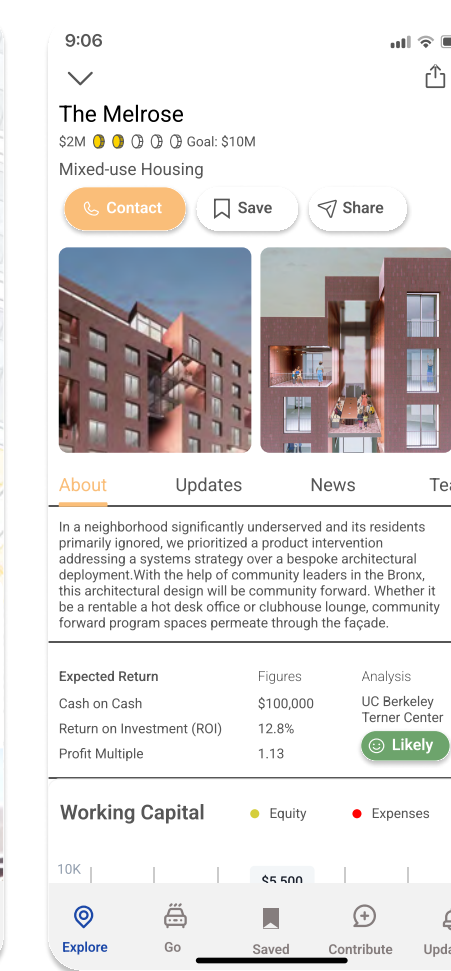 9:06
The Melrose
$2M Goal: $10M
Mixed-use Housing
Contact Save Share
About Updates News Tea
In a neighborhood significantly underserved and its residents
primarily ignored, we prioritized a product intervention
addressing a systems strategy over a bespoke architectural
deployment.With the help of community leaders in the Bronx,
this architectural design will be community forward. Whether it
be a rentable a hot desk office or clubhouse lounge, community
forward program spaces permeate through the façade.
Expected Return Figures Analysis
Cash on Cash $100,000 UC Berkeley
Terner Center
Return on Investment (ROI) 12.8%
Profit Multiple 1.13 Likely
Working Capital Equity Expenses
10K $5,500
Explore Go Saved Contribute Upda